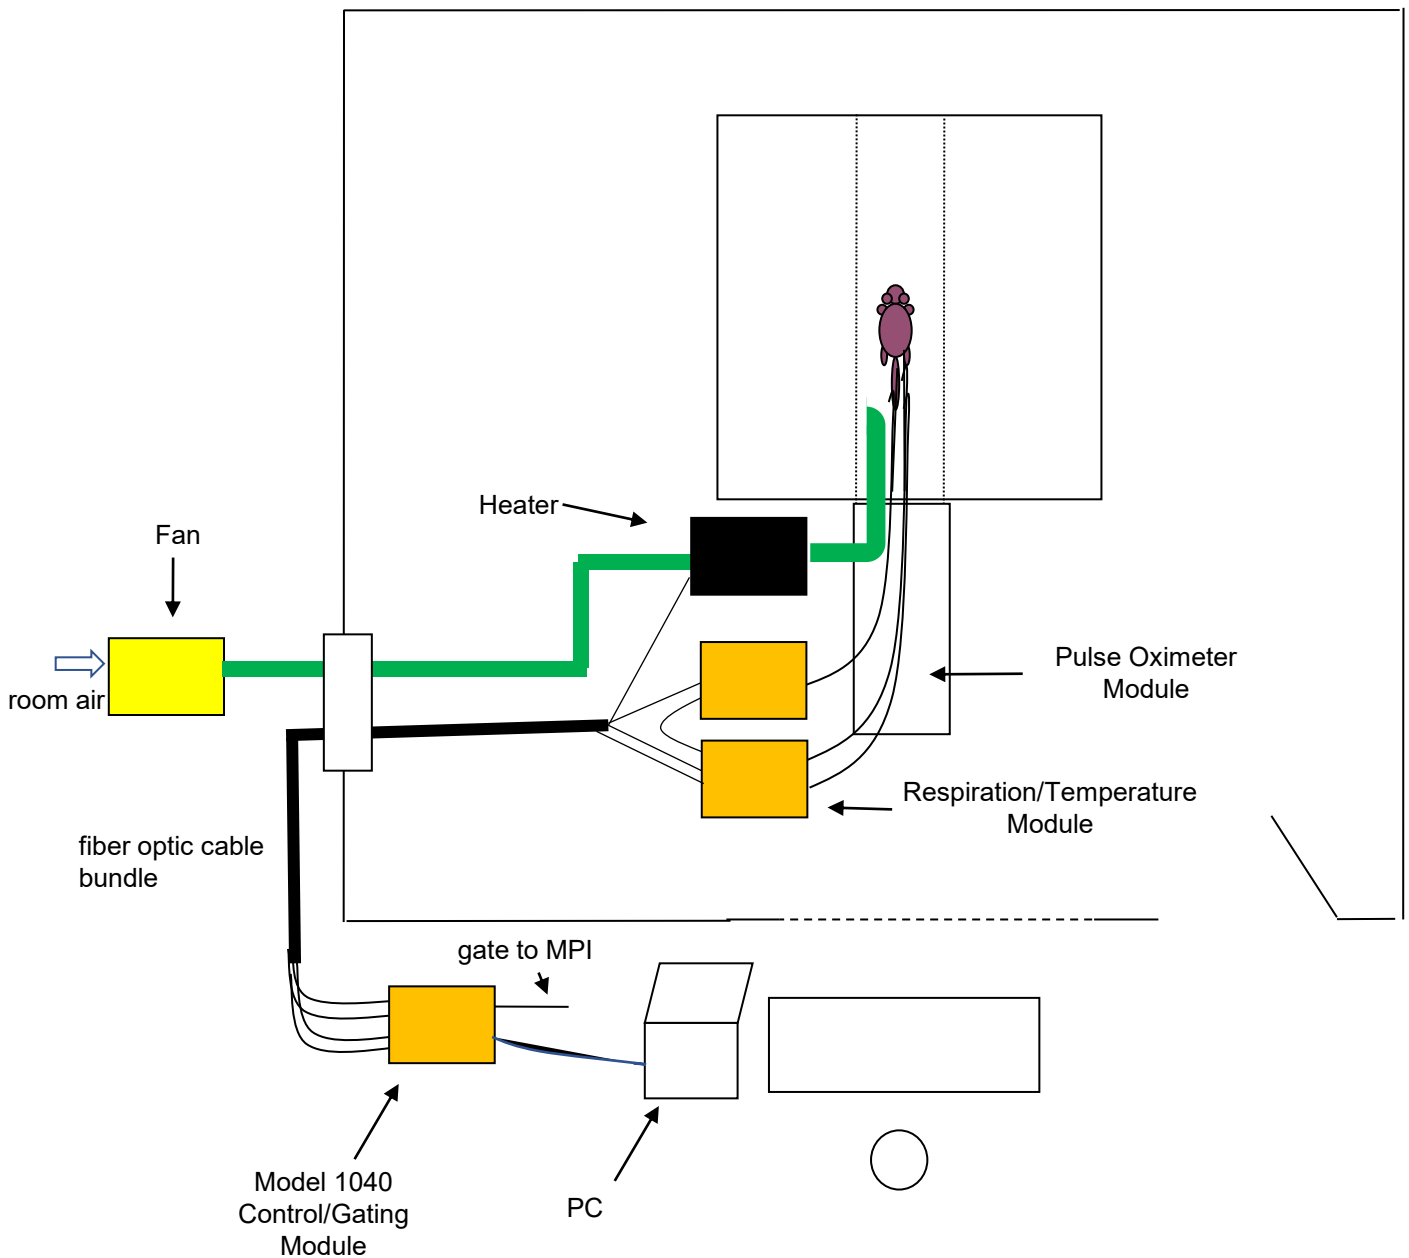 Heater
Fan
room air
Pulse Oximeter
Module
Respiration/Temperature
Module
fiber optic cable
bundle
gate to MPI
Model 1040
Control/Gating
Module
PC